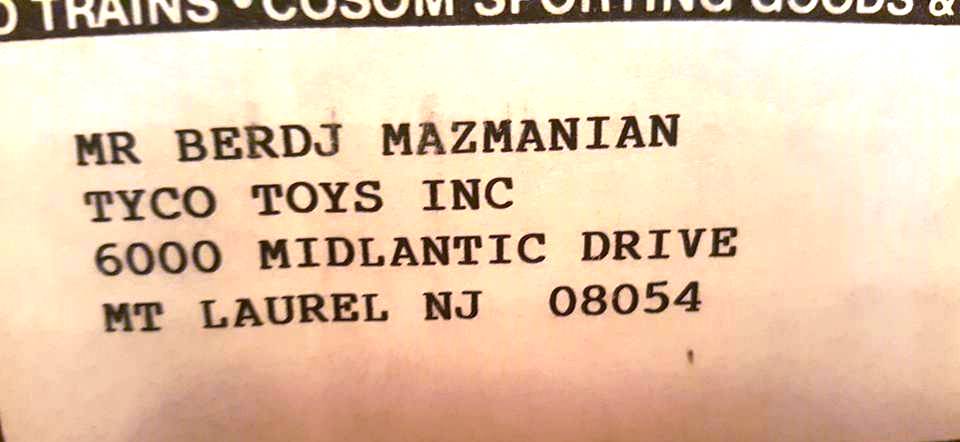 TRAINS • COSOM SPORTING GOODS &
MR BERDJ MAZMANIAN
TYCO TOYS INC
6000 MIDLANTIC DRIVE
MT LAUREL NJ 08054